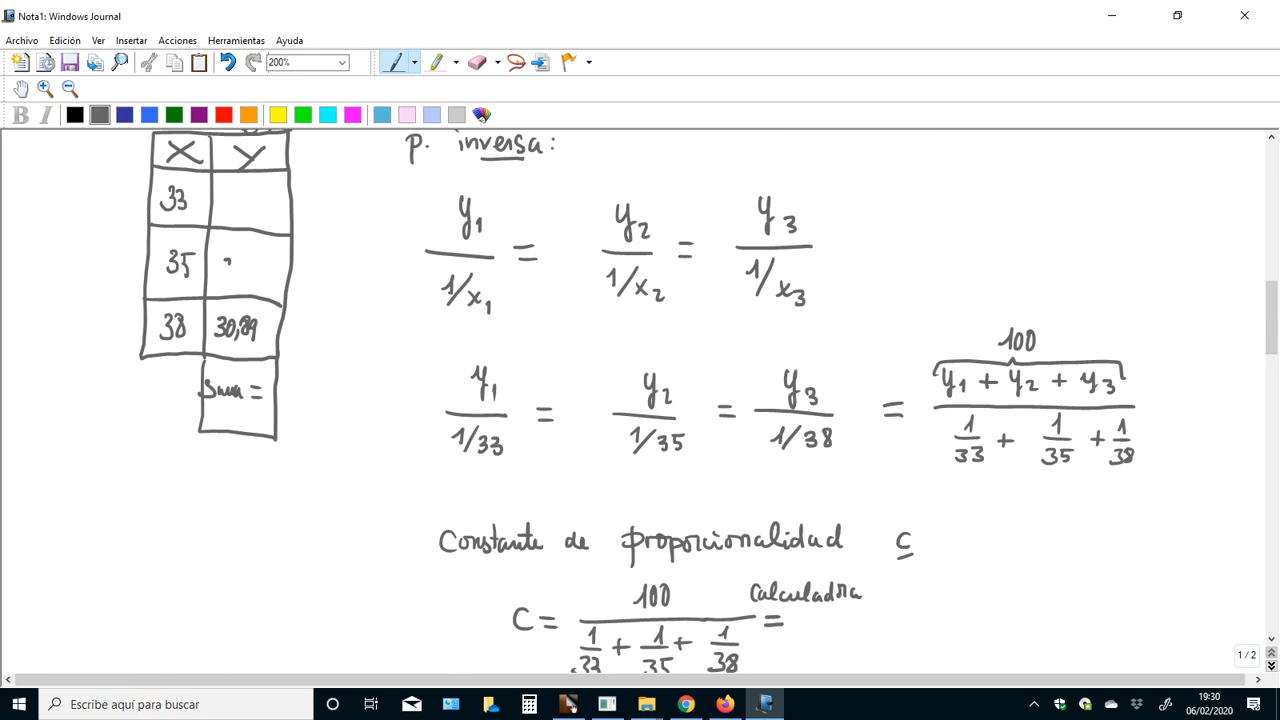 Nota1: Windows Journal
Archivo Edición Ver Insertar Acciones Herramientas Ayuda
200%
B I
X Y
33
35
38 30,89
Suma =
p. inversa:
y₁/(1/x₁) = y₂/(1/x₂) = y₃/(1/x₃)
100
y₁/(1/33) = y₂/(1/35) = y₃/(1/38) = (y₁ + y₂ + y₃)/(1/33 + 1/35 + 1/38)
Constante de proporcionalidad c
C = 100/(1/33 + 1/35 + 1/38) = calculadora
1 / 2
Escribe aquí para buscar
19:30
06/02/2020